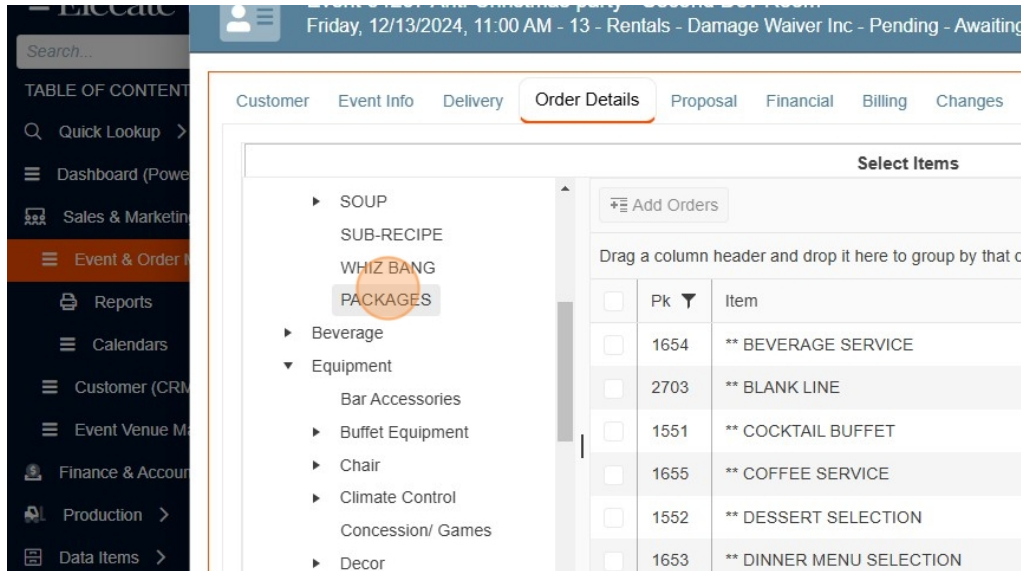 Friday, 12/13/2024, 11:00 AM - 13 - Rentals - Damage Waiver Inc - Pending - Awaiting
Search...
TABLE OF CONTENT
Quick Lookup
Dashboard (Powe
Sales & Marketin
Event & Order M
Reports
Calendars
Customer (CRM
Event Venue Ma
Finance & Accoun
Production
Data Items
Customer Event Info Delivery Order Details Proposal Financial Billing Changes
Select Items
SOUP
SUB-RECIPE
WHIZ BANG
PACKAGES
Beverage
Equipment
Bar Accessories
Buffet Equipment
Chair
Climate Control
Concession/ Games
Decor
Add Orders
Drag a column header and drop it here to group by that c
Pk Item
1654 ** BEVERAGE SERVICE
2703 ** BLANK LINE
1551 ** COCKTAIL BUFFET
1655 ** COFFEE SERVICE
1552 ** DESSERT SELECTION
1653 ** DINNER MENU SELECTION